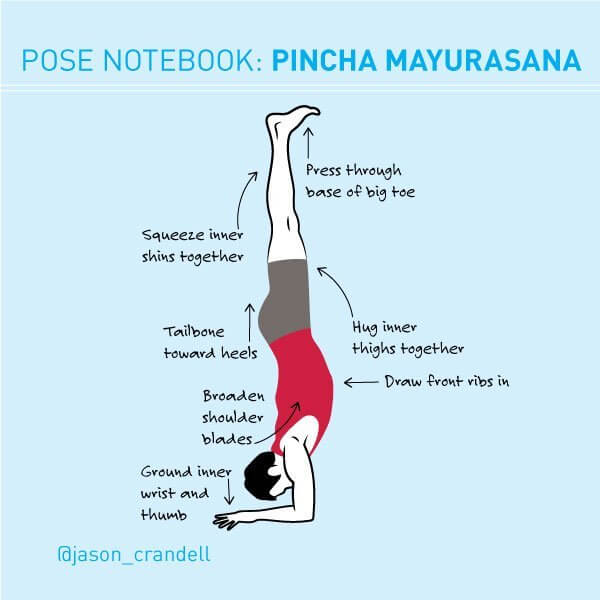 POSE NOTEBOOK: PINCHA MAYURASANA
Press through
base of big toe
Squeeze inner
shins together
Hug inner
thighs together
Tailbone
toward heels
Draw front ribs in
Broaden
shoulder
blades
Ground inner
wrist and
thumb
@jason_crandell